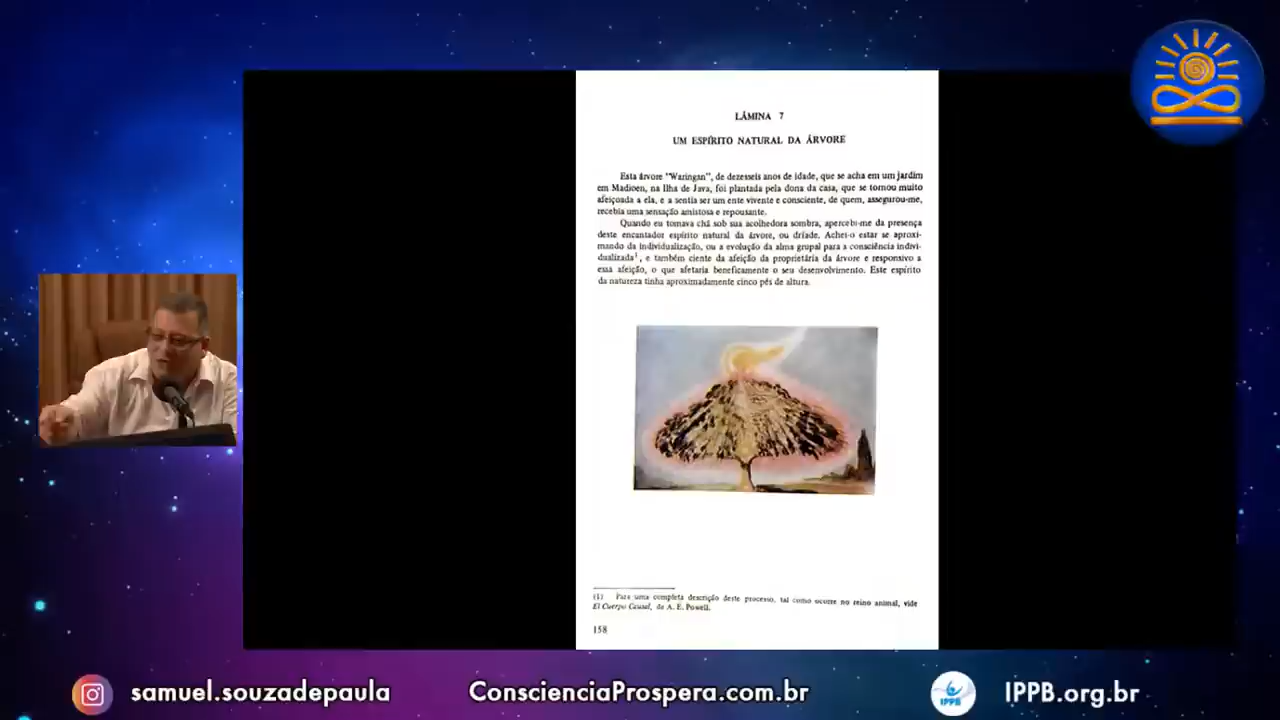 LÂMINA 7
UM ESPÍRITO NATURAL DA ÁRVORE
Esta árvore "Waringan", de dezesseis anos de idade, que se acha em um jardim
em Madioen, na Ilha de Java, foi plantada pela dona da casa, que se tornou muito
afeiçoada a ela, e a sentia ser um ente vivente e consciente, de quem, assegurou-me,
recebia uma sensação amistosa e repousante.
Quando eu tomava chá sob sua acolhedora sombra, apercebi-me da presença
deste encantador espírito natural da árvore, ou dríade. Achei-o estar se aproxi-
mando da individualização, ou a evolução da alma grupal para a consciência indivi-
dualizada¹, e também ciente da afeição da proprietária da árvore e responsivo a
essa afeição, o que afetaria beneficamente o seu desenvolvimento. Este espírito
da natureza tinha aproximadamente cinco pés de altura.
(1) Para uma completa descrição deste processo, tal como ocorre no reino animal, vide
El Cuerpo Causal, de A. E. Powell.
158
samuel.souzadepaula
ConscienciaProspera.com.br
IPPB
IPPB.org.br